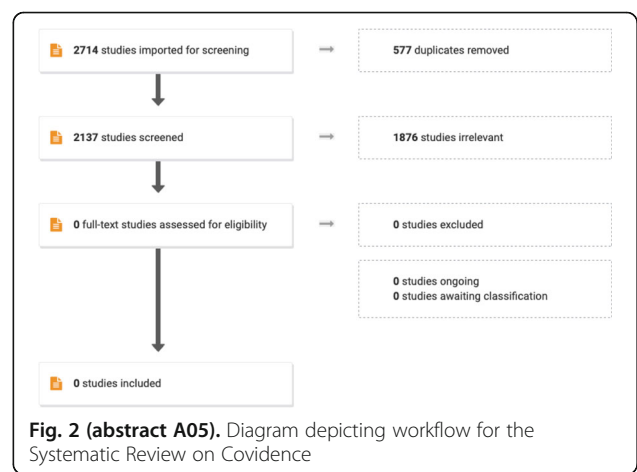 2714 studies imported for screening
577 duplicates removed
2137 studies screened
1876 studies irrelevant
0 full-text studies assessed for eligibility
0 studies excluded
0 studies ongoing
0 studies awaiting classification
0 studies included
Fig. 2 (abstract A05). Diagram depicting workflow for the
Systematic Review on Covidence